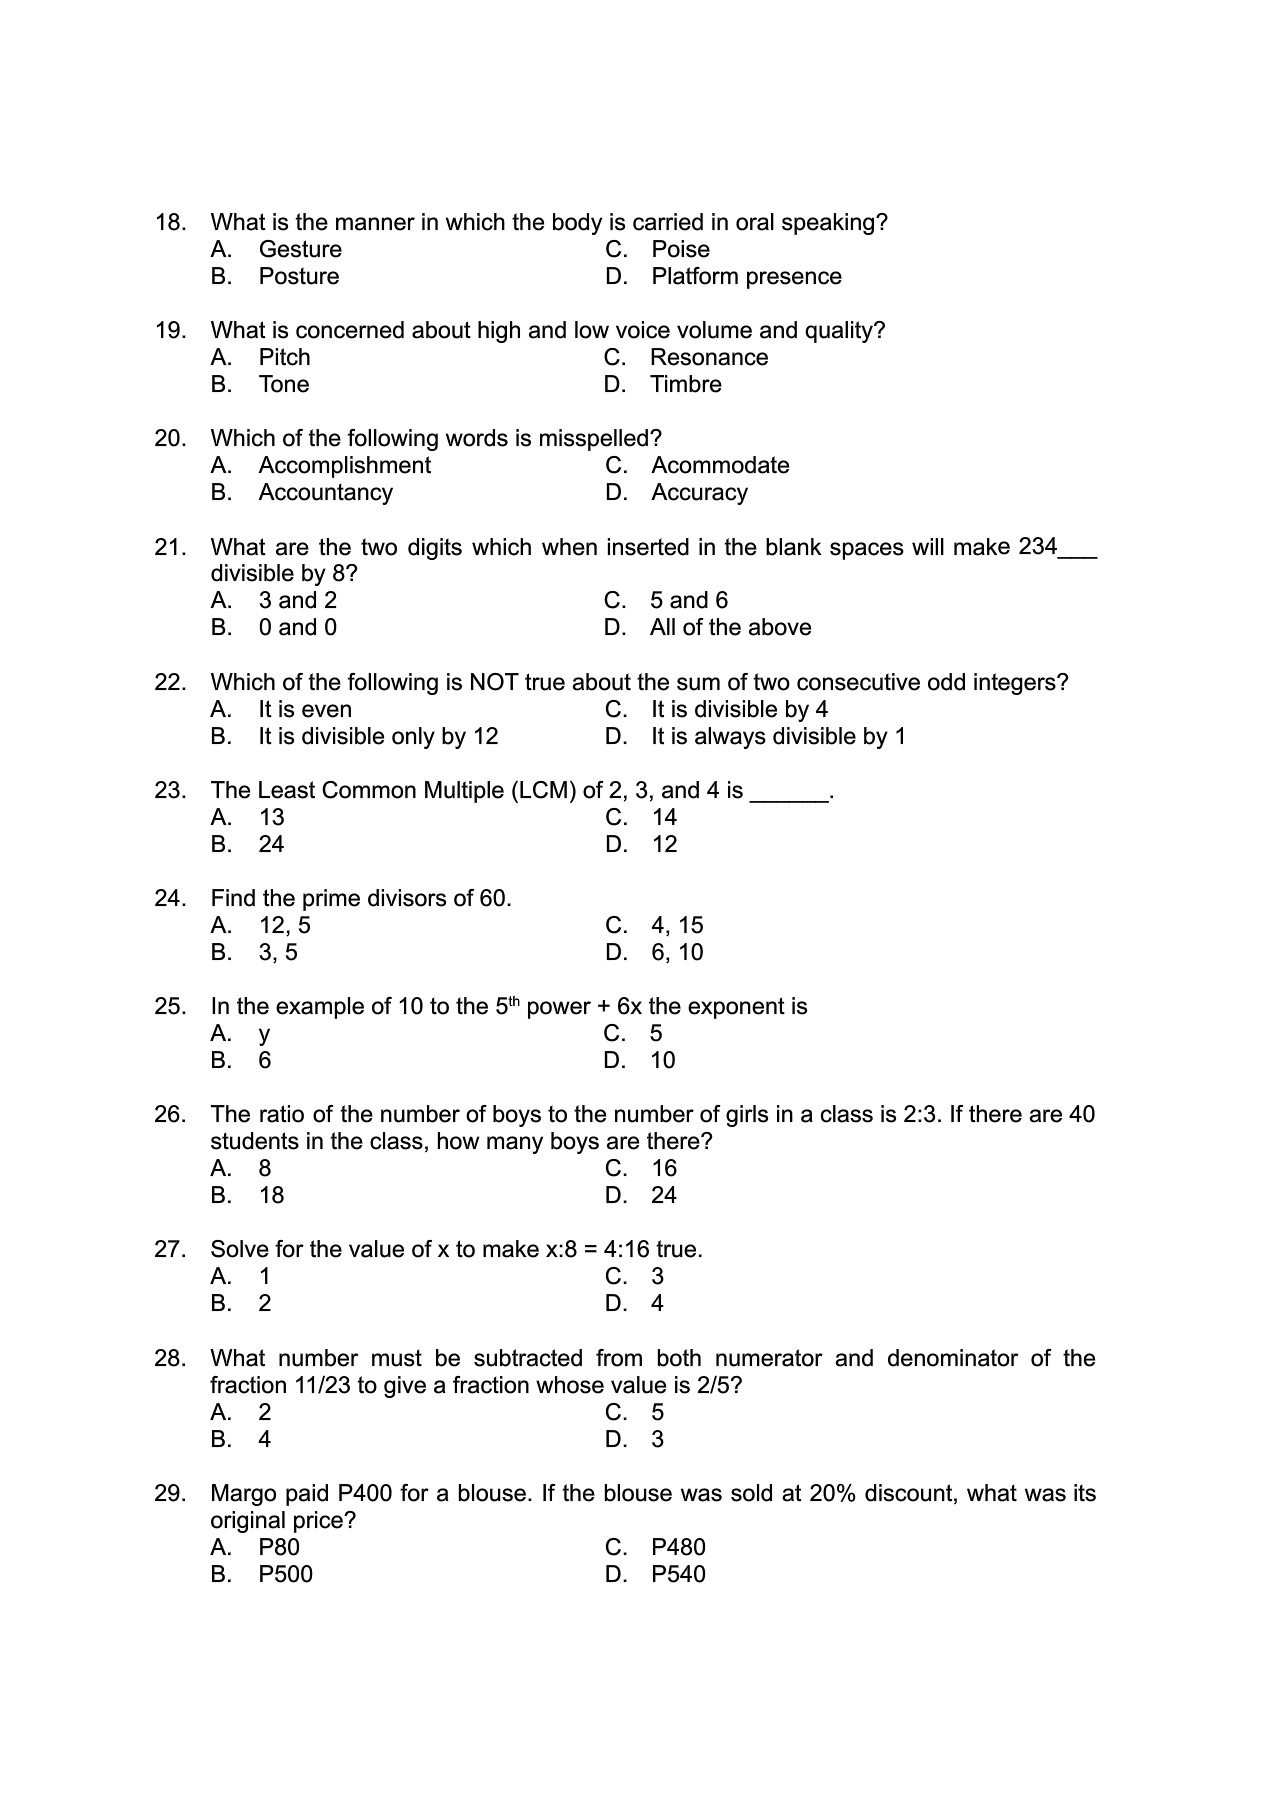 18. What is the manner in which the body is carried in oral speaking?
A. Gesture C. Poise
B. Posture D. Platform presence
19. What is concerned about high and low voice volume and quality?
A. Pitch C. Resonance
B. Tone D. Timbre
20. Which of the following words is misspelled?
A. Accomplishment C. Acommodate
B. Accountancy D. Accuracy
21. What are the two digits which when inserted in the blank spaces will make 234___
divisible by 8?
A. 3 and 2 C. 5 and 6
B. 0 and 0 D. All of the above
22. Which of the following is NOT true about the sum of two consecutive odd integers?
A. It is even C. It is divisible by 4
B. It is divisible only by 12 D. It is always divisible by 1
23. The Least Common Multiple (LCM) of 2, 3, and 4 is ______.
A. 13 C. 14
B. 24 D. 12
24. Find the prime divisors of 60.
A. 12, 5 C. 4, 15
B. 3, 5 D. 6, 10
25. In the example of 10 to the 5th power + 6x the exponent is
A. y C. 5
B. 6 D. 10
26. The ratio of the number of boys to the number of girls in a class is 2:3. If there are 40
students in the class, how many boys are there?
A. 8 C. 16
B. 18 D. 24
27. Solve for the value of x to make x:8 = 4:16 true.
A. 1 C. 3
B. 2 D. 4
28. What number must be subtracted from both numerator and denominator of the
fraction 11/23 to give a fraction whose value is 2/5?
A. 2 C. 5
B. 4 D. 3
29. Margo paid P400 for a blouse. If the blouse was sold at 20% discount, what was its
original price?
A. P80 C. P480
B. P500 D. P540